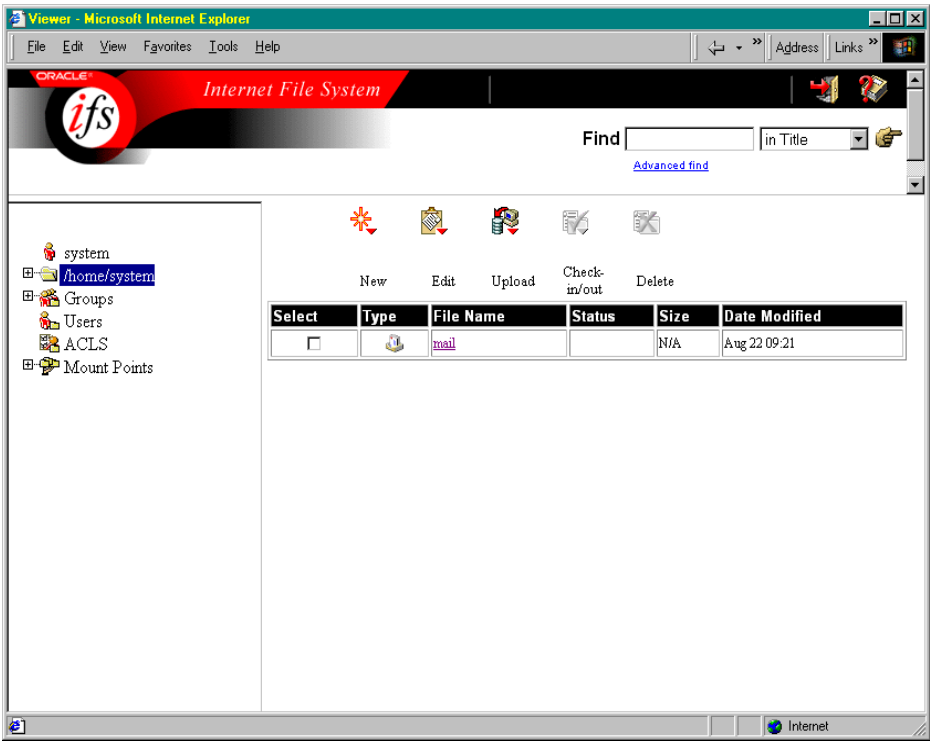 Viewer - Microsoft Internet Explorer
File Edit View Favorites Tools Help » Address Links »
ORACLE®
ifs
Internet File System
Find in Title
Advanced find
system
/home/system
Groups
Users
ACLS
Mount Points
New Edit Upload Check-in/out Delete
Select Type File Name Status Size Date Modified
mail N/A Aug 22 09:21
Internet